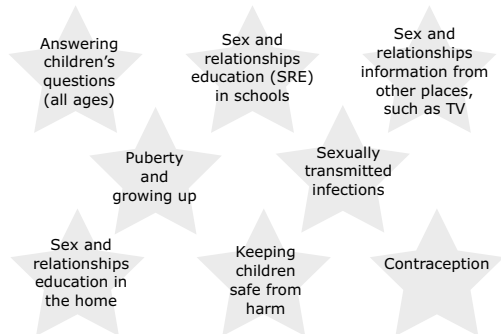 Answering
children's
questions
(all ages)
Sex and
relationships
education (SRE)
in schools
Sex and
relationships
information from
other places,
such as TV
Puberty
and
growing up
Sexually
transmitted
infections
Sex and
relationships
education in
the home
Keeping
children
safe from
harm
Contraception